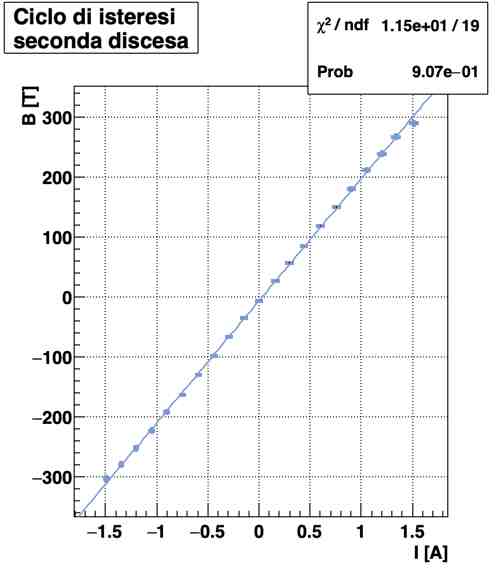 Ciclo di isteresi
seconda discesa
χ² / ndf 1.15e+01 / 19
Prob 9.07e−01
B [T]
300
200
100
0
−100
−200
−300
−1.5 −1 −0.5 0 0.5 1 1.5
I [A]